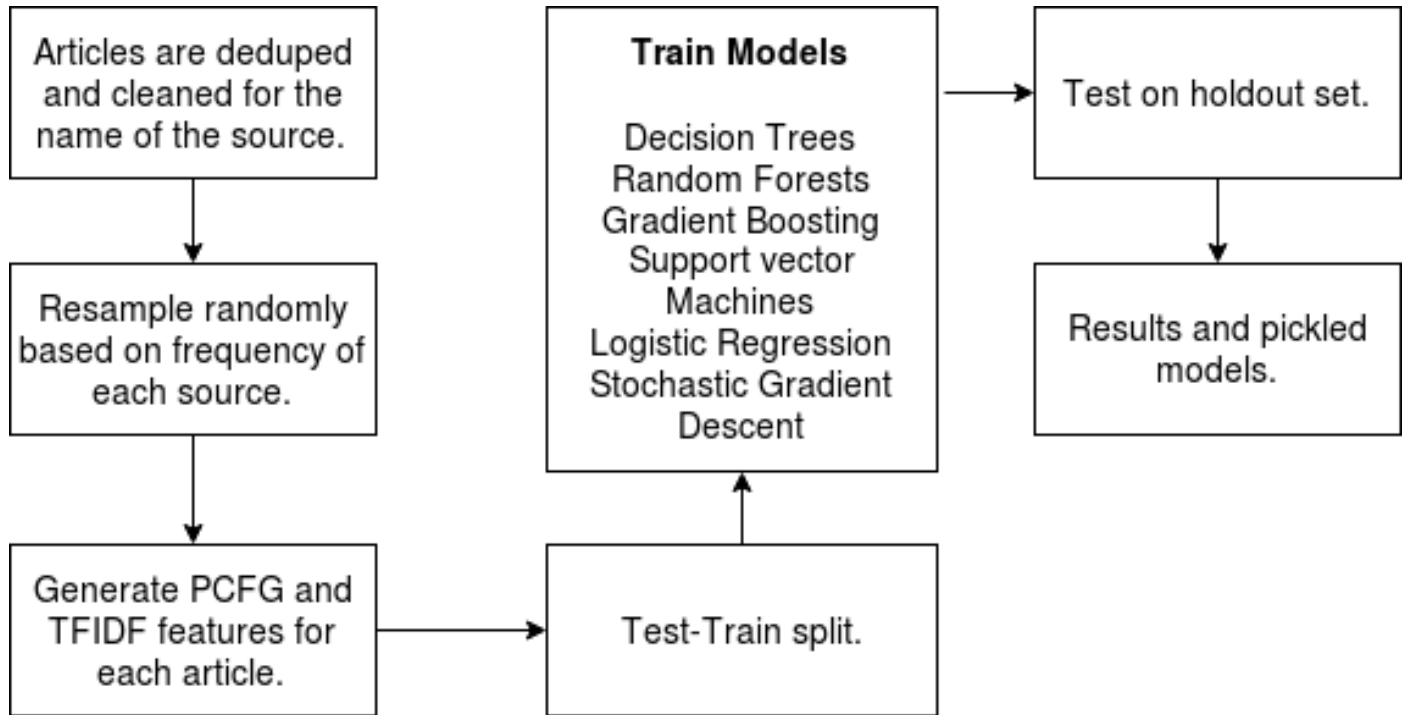 Articles are deduped
and cleaned for the
name of the source.
Resample randomly
based on frequency of
each source.
Generate PCFG and
TFIDF features for
each article.
Test-Train split.
Train Models
Decision Trees
Random Forests
Gradient Boosting
Support vector
Machines
Logistic Regression
Stochastic Gradient
Descent
Test on holdout set.
Results and pickled
models.